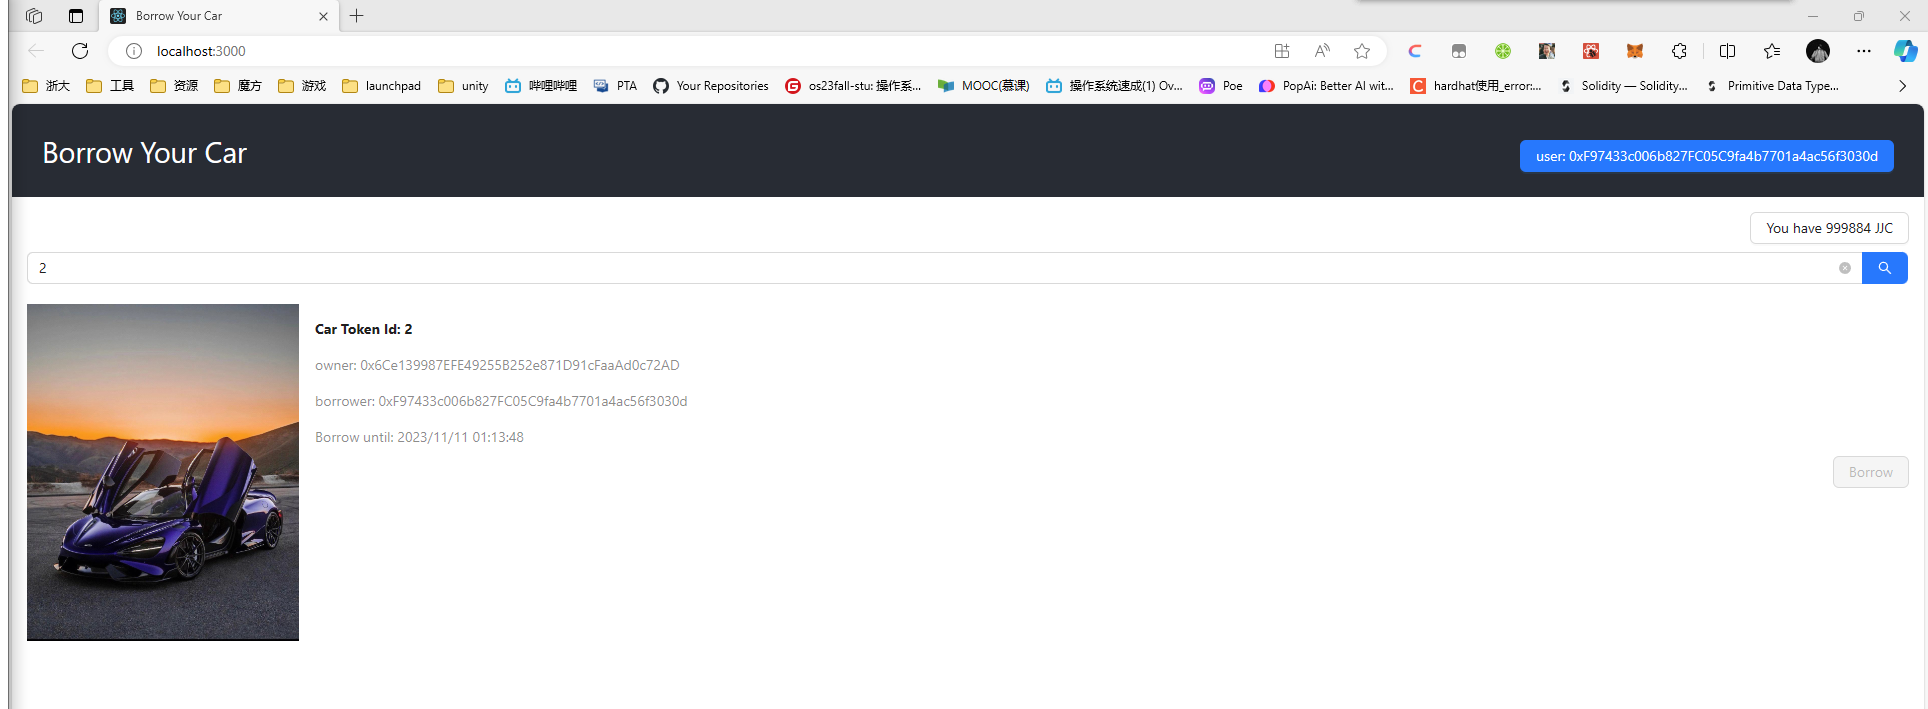 Borrow Your Car
localhost:3000
浙大 工具 资源 魔方 游戏 launchpad unity 哔哩哔哩 PTA Your Repositories os23fall-stu: 操作系... MOOC(慕课) 操作系统速成(1) Ov... Poe PopAi: Better AI wit... hardhat使用_error:... Solidity — Solidity... Primitive Data Type...
Borrow Your Car
user: 0xF97433c006b827FC05C9fa4b7701a4ac56f3030d
You have 999884 JJC
2
Car Token Id: 2
owner: 0x6Ce139987EFE49255B252e871D91cFaaAd0c72AD
borrower: 0xF97433c006b827FC05C9fa4b7701a4ac56f3030d
Borrow until: 2023/11/11 01:13:48
Borrow